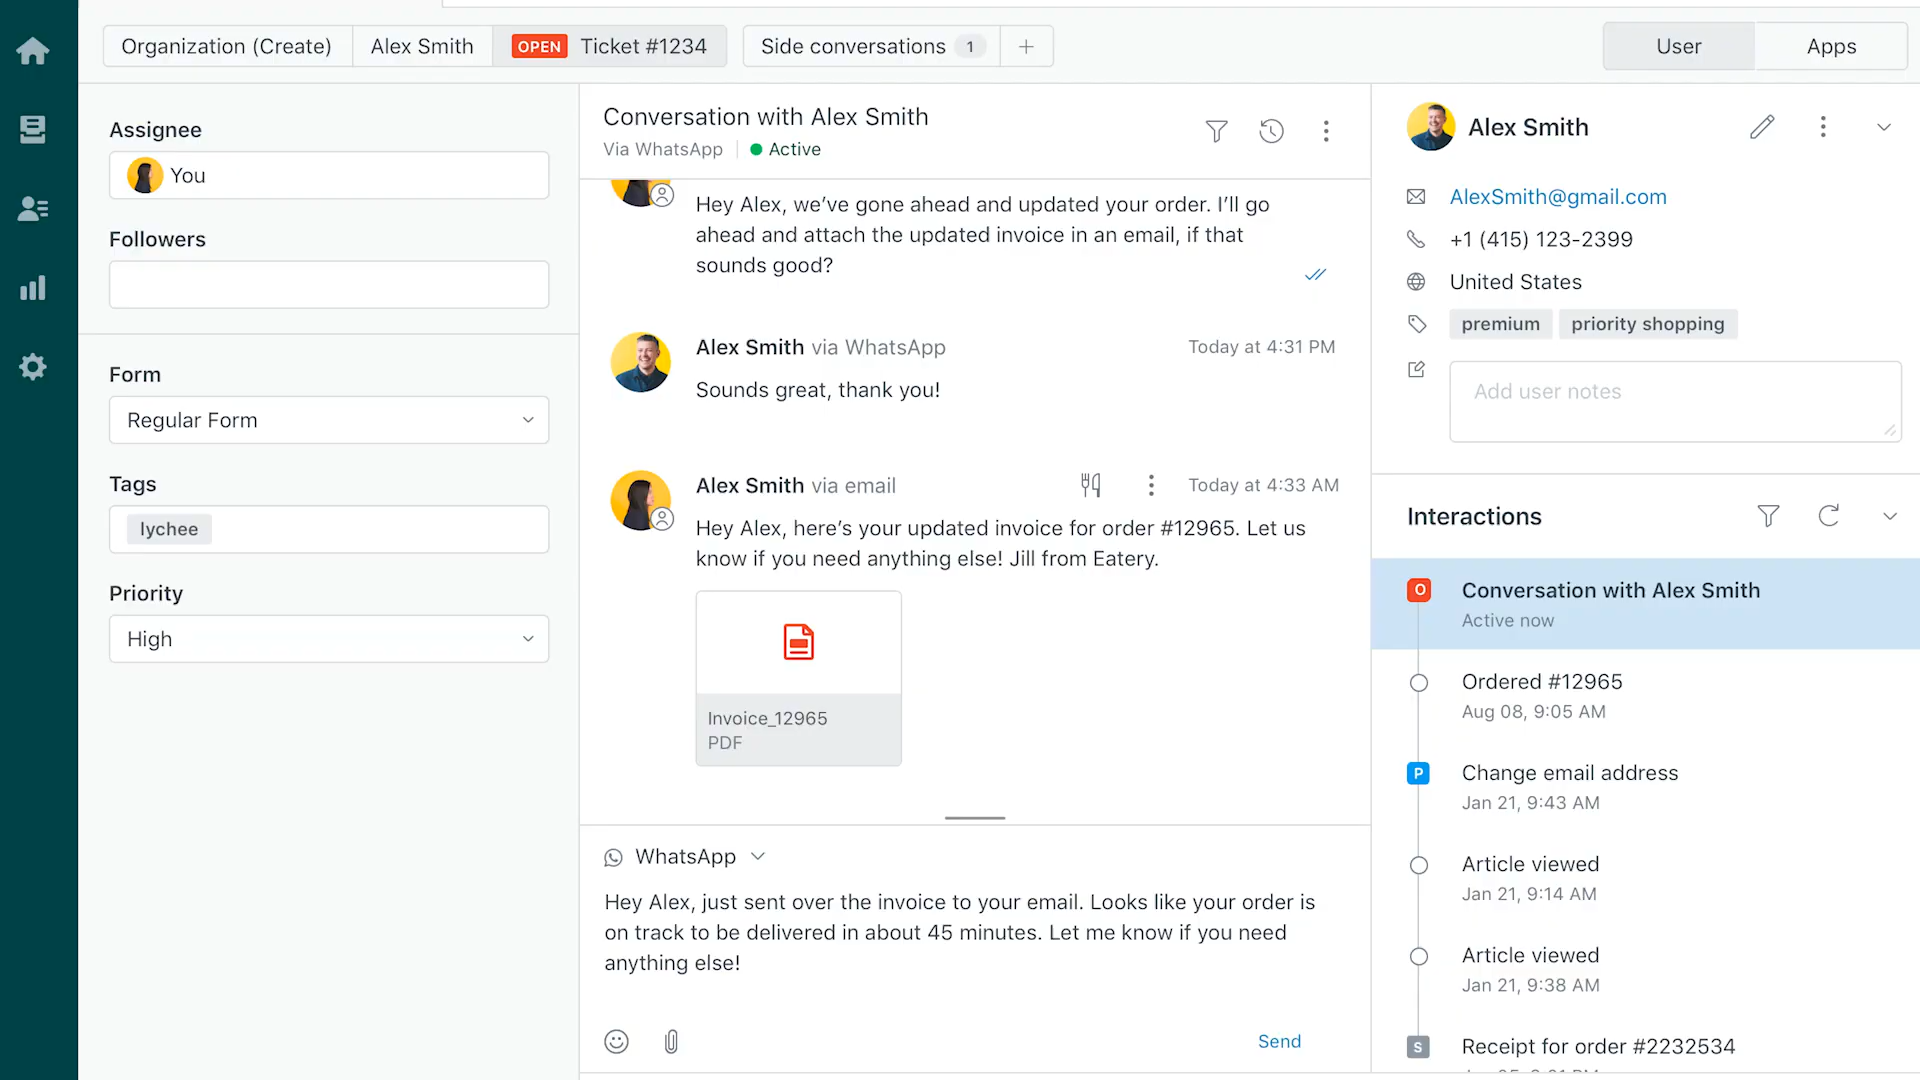 Organization (Create)
Alex Smith
OPEN Ticket #1234
Side conversations 1
User
Apps
Assignee
You
Followers
Form
Regular Form
Tags
lychee
Priority
High
Conversation with Alex Smith
Via WhatsApp
Active
Hey Alex, we’ve gone ahead and updated your order. I’ll go
ahead and attach the updated invoice in an email, if that
sounds good?
Alex Smith via WhatsApp
Today at 4:31 PM
Sounds great, thank you!
Alex Smith via email
Today at 4:33 AM
Hey Alex, here’s your updated invoice for order #12965. Let us
know if you need anything else! Jill from Eatery.
Invoice_12965
PDF
WhatsApp
Hey Alex, just sent over the invoice to your email. Looks like your order is
on track to be delivered in about 45 minutes. Let me know if you need
anything else!
Send
Alex Smith
AlexSmith@gmail.com
+1 (415) 123-2399
United States
premium
priority shopping
Add user notes
Interactions
O
Conversation with Alex Smith
Active now
Ordered #12965
Aug 08, 9:05 AM
P
Change email address
Jan 21, 9:43 AM
Article viewed
Jan 21, 9:14 AM
Article viewed
Jan 21, 9:38 AM
S
Receipt for order #2232534